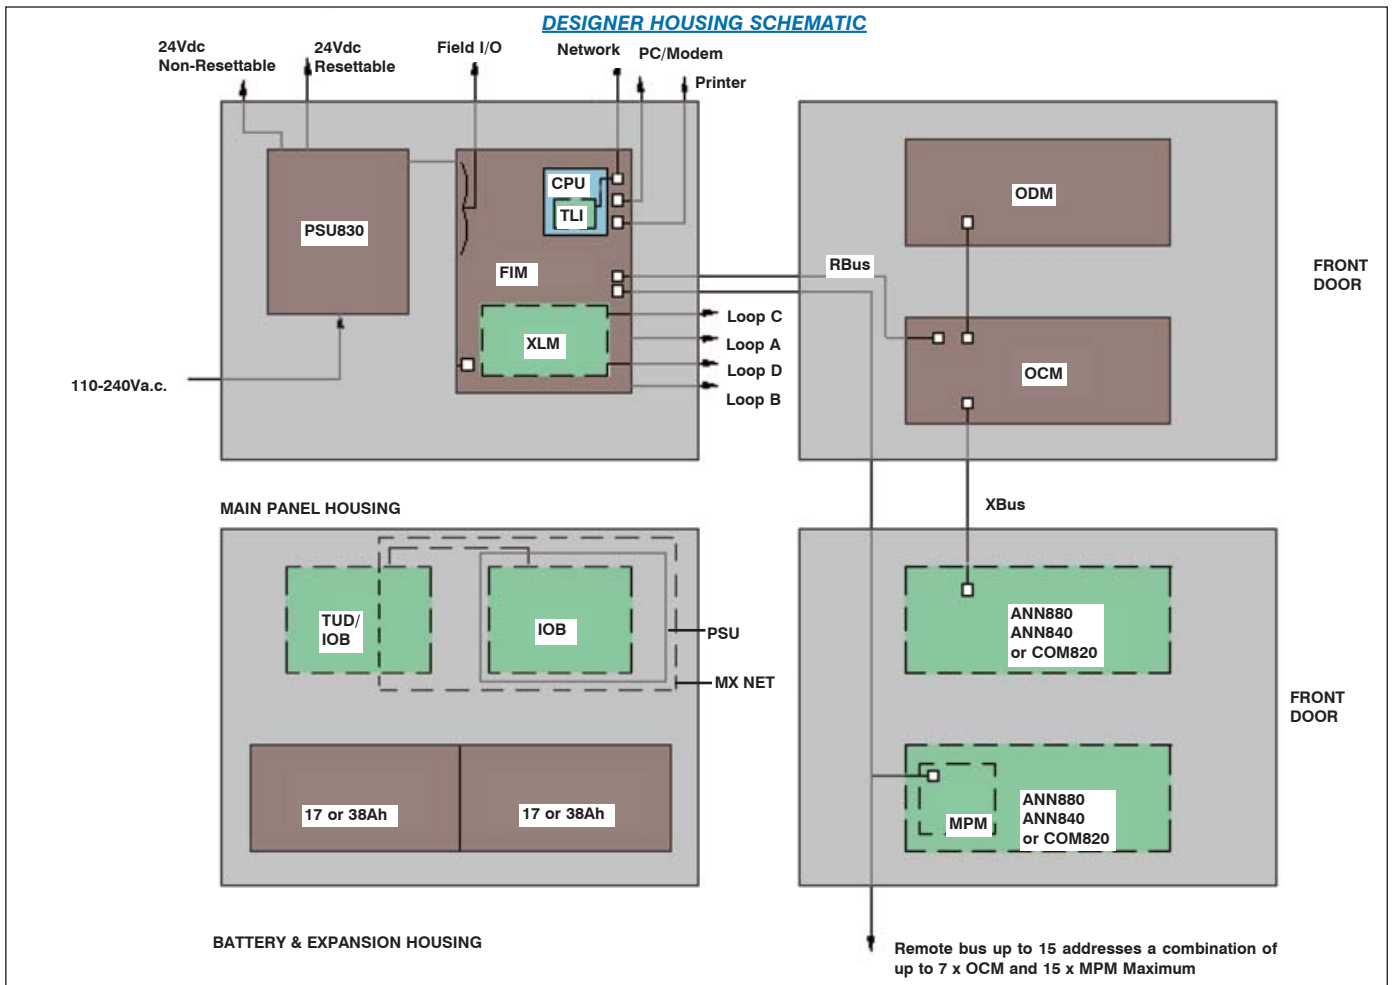 DESIGNER HOUSING SCHEMATIC
24Vdc
Non-Resettable
24Vdc
Resettable
Field I/O
Network
PC/Modem
Printer
PSU830
CPU
TLI
FIM
XLM
110-240Va.c.
Loop C
Loop A
Loop D
Loop B
MAIN PANEL HOUSING
ODM
RBus
OCM
FRONT
DOOR
XBus
TUD/
IOB
IOB
PSU
MX NET
17 or 38Ah
17 or 38Ah
BATTERY & EXPANSION HOUSING
ANN880
ANN840
or COM820
FRONT
DOOR
MPM
ANN880
ANN840
or COM820
Remote bus up to 15 addresses a combination of
up to 7 x OCM and 15 x MPM Maximum